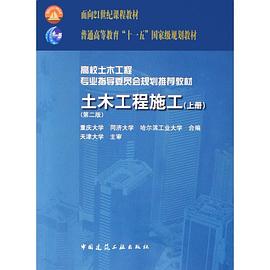 面向21世纪课程教材
普通高等教育“十一五”国家级规划教材
高校土木工程
专业指导委员会规划推荐教材
土木工程施工(上册)
(第二版)
重庆大学 同济大学 哈尔滨工业大学 合编
天津大学 主审
中国建筑工业出版社